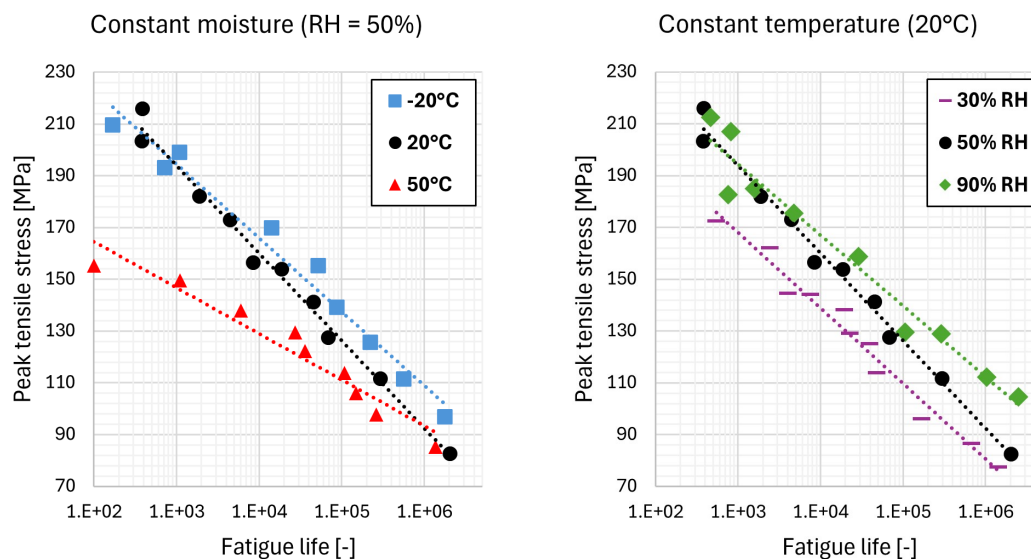 Constant moisture (RH = 50%)
Peak tensile stress [MPa]
230
210
190
170
150
130
110
90
70
-20°C
20°C
50°C
1.E+02 1.E+03 1.E+04 1.E+05 1.E+06
Fatigue life [-]
Constant temperature (20°C)
Peak tensile stress [MPa]
230
210
190
170
150
130
110
90
70
30% RH
50% RH
90% RH
1.E+02 1.E+03 1.E+04 1.E+05 1.E+06
Fatigue life [-]